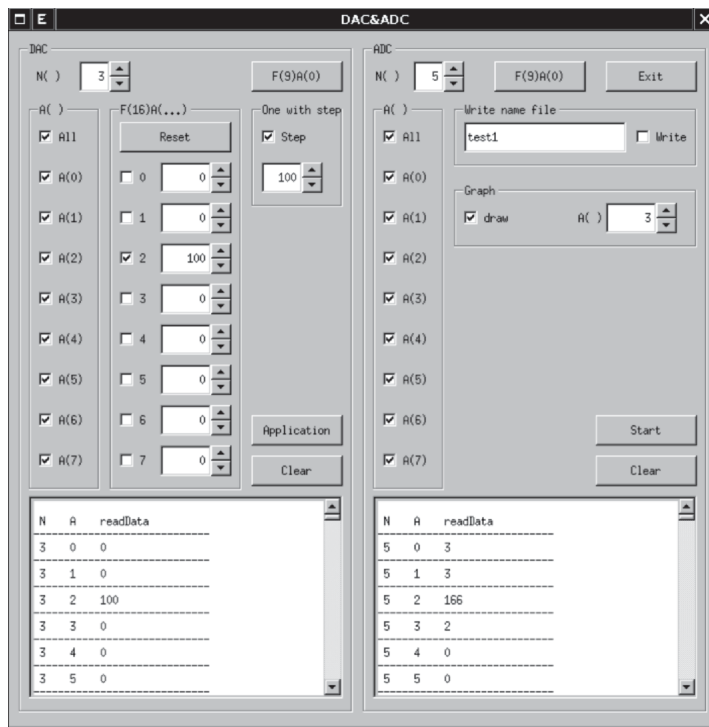 DAC&ADC
DAC
N( ) 3 F(9)A(0)
A( ) F(16)A(...) One with step
All Reset Step
A(0) 0 0 100
A(1) 1 0
A(2) 2 100
A(3) 3 0
A(4) 4 0
A(5) 5 0
A(6) 6 0 Application
A(7) 7 0 Clear
N A readData
3 0 0
3 1 0
3 2 100
3 3 0
3 4 0
3 5 0
ADC
N( ) 5 F(9)A(0) Exit
A( ) Write name file
All test1 Write
A(0)
Graph
A(1) draw A( ) 3
A(2)
A(3)
A(4)
A(5)
A(6) Start
A(7) Clear
N A readData
5 0 3
5 1 3
5 2 166
5 3 2
5 4 0
5 5 0